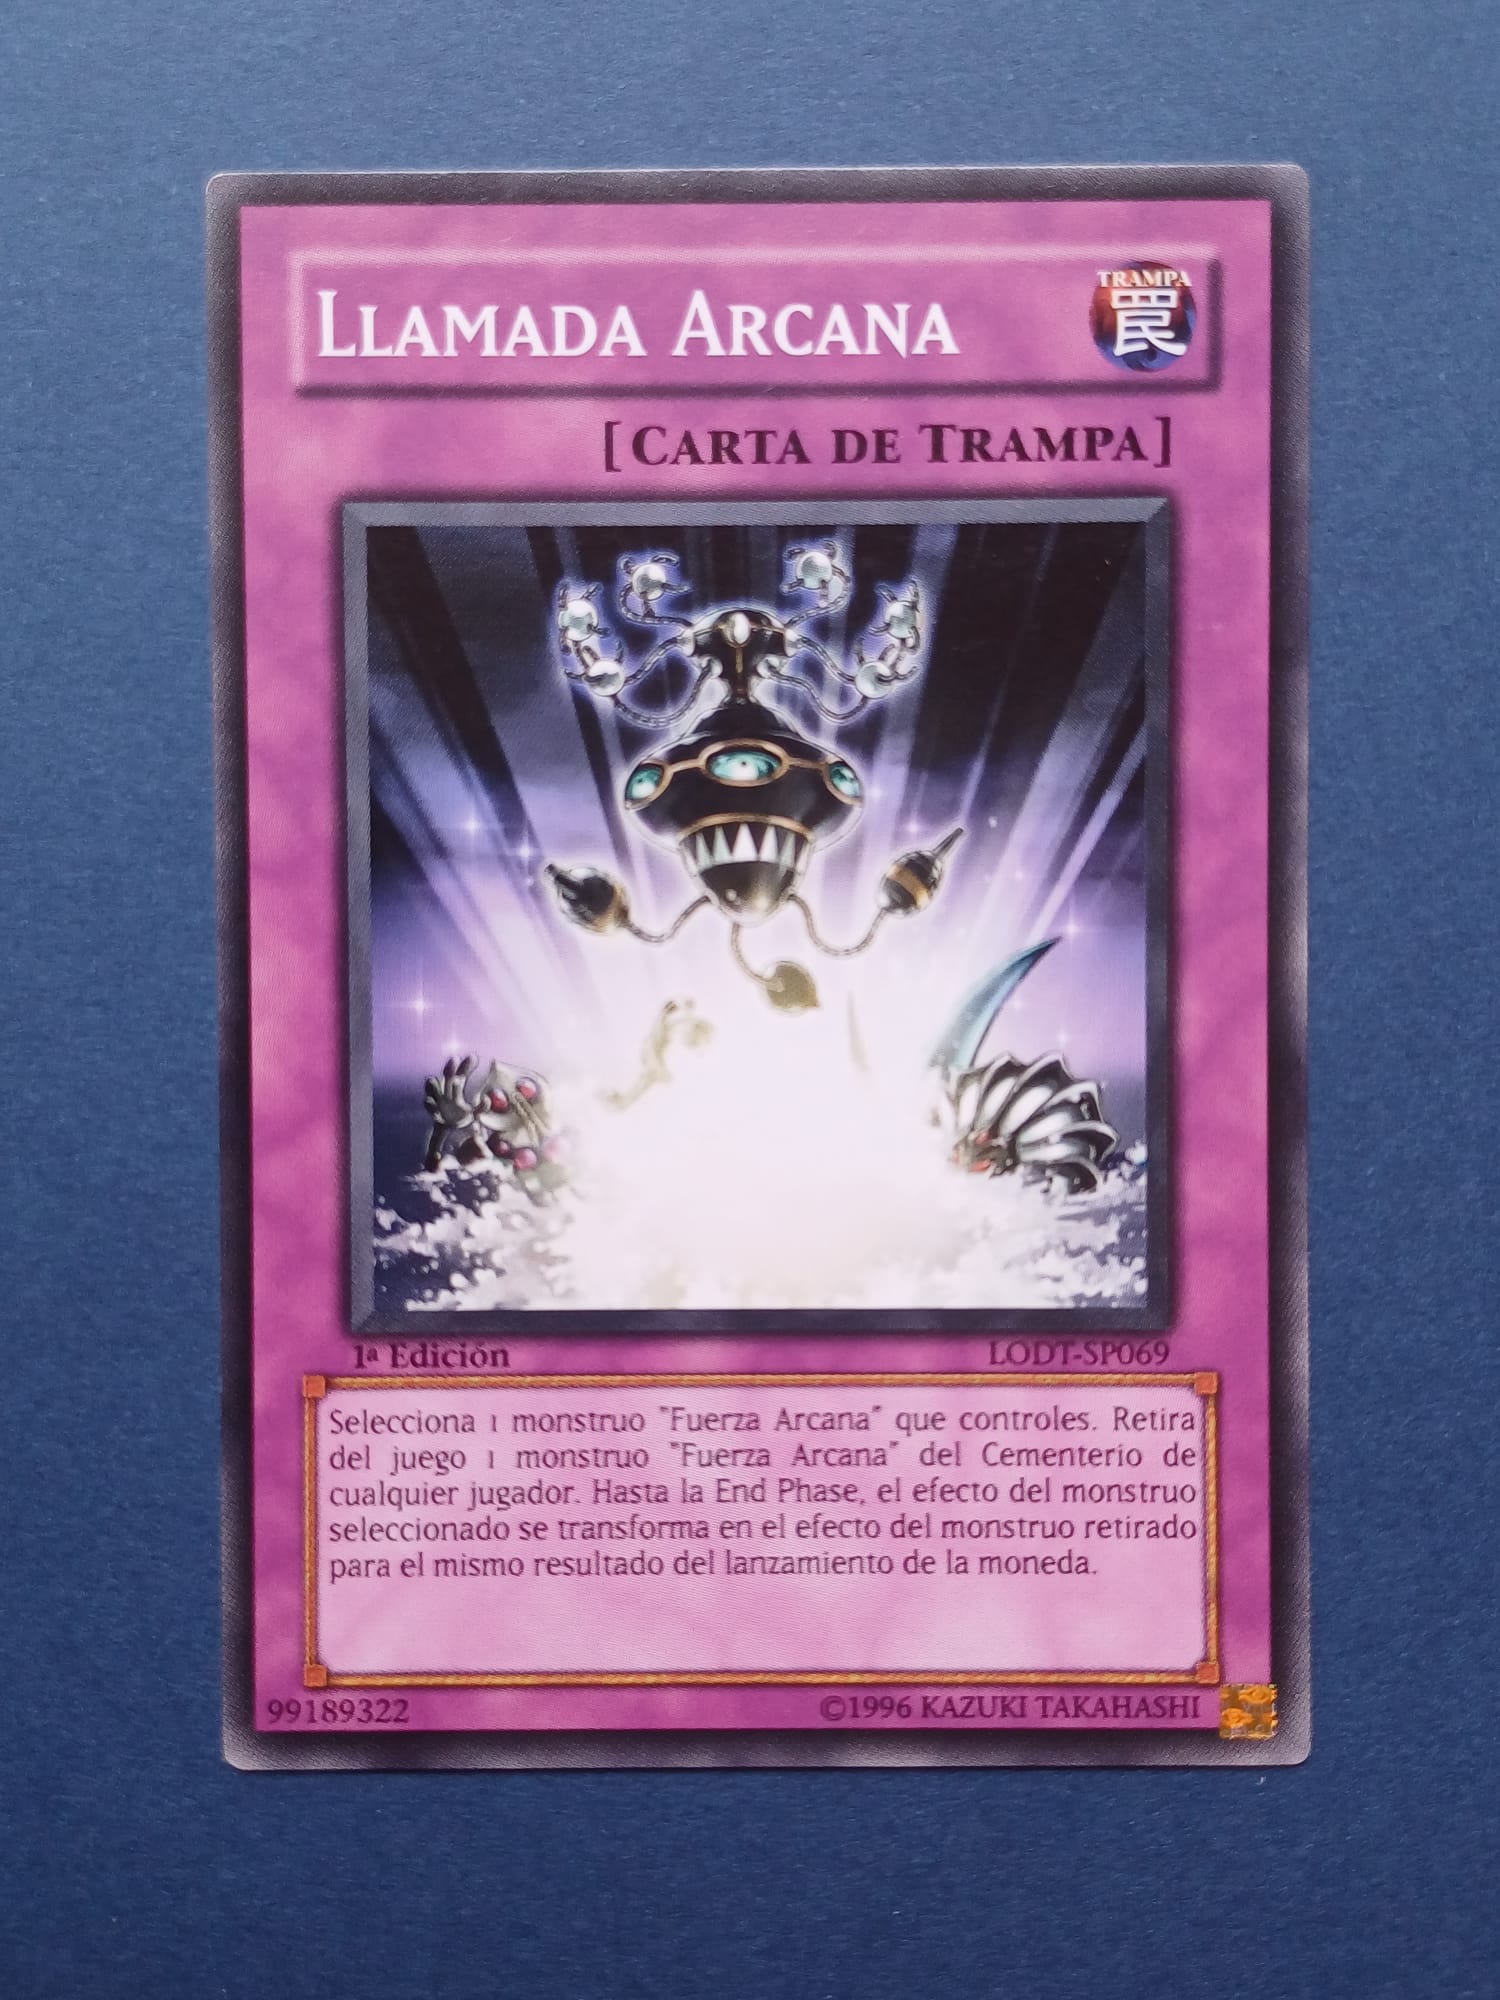 LLAMADA ARCANA
TRAMPA
罠
[CARTA DE TRAMPA]
1ª Edición
LODT-SP069
Selecciona 1 monstruo "Fuerza Arcana" que controles. Retira
del juego 1 monstruo "Fuerza Arcana" del Cementerio de
cualquier jugador. Hasta la End Phase, el efecto del monstruo
seleccionado se transforma en el efecto del monstruo retirado
para el mismo resultado del lanzamiento de la moneda.
99189322
©1996 KAZUKI TAKAHASHI